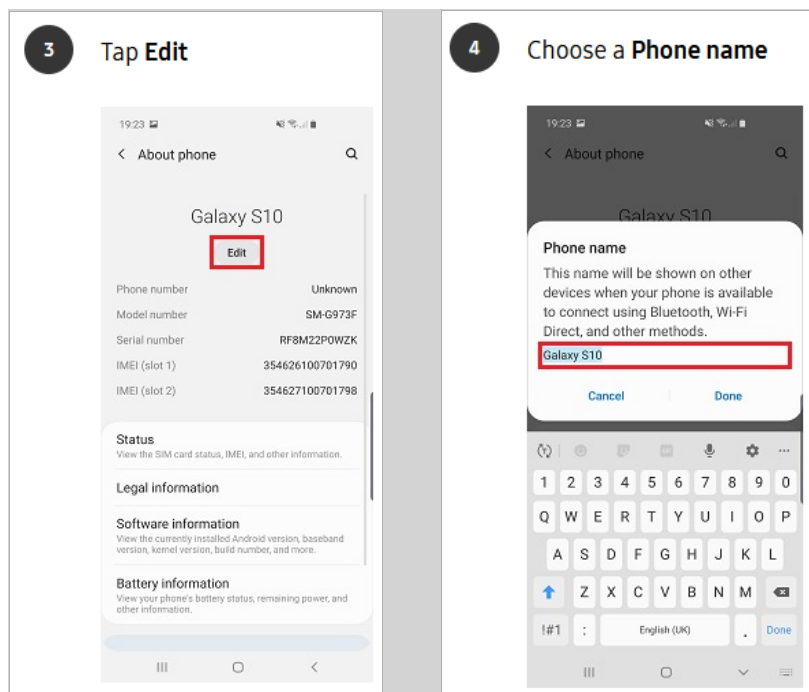 3 Tap Edit
19:23
About phone
Galaxy S10
Edit
Phone number Unknown
Model number SM-G973F
Serial number RF8M22P0WZK
IMEI (slot 1) 354626100701790
IMEI (slot 2) 354627100701798
Status
View the SIM card status, IMEI, and other information.
Legal information
Software information
View the currently installed Android version, baseband
version, kernel version, build number, and more.
Battery information
View your phone's battery status, remaining power, and
other information.
4 Choose a Phone name
19:23
About phone
Galaxy S10
Phone name
This name will be shown on other
devices when your phone is available
to connect using Bluetooth, Wi-Fi
Direct, and other methods.
Galaxy S10
Cancel Done
1 2 3 4 5 6 7 8 9 0
Q W E R T Y U I O P
A S D F G H J K L
Z X C V B N M
!#1 : English (UK) . Done